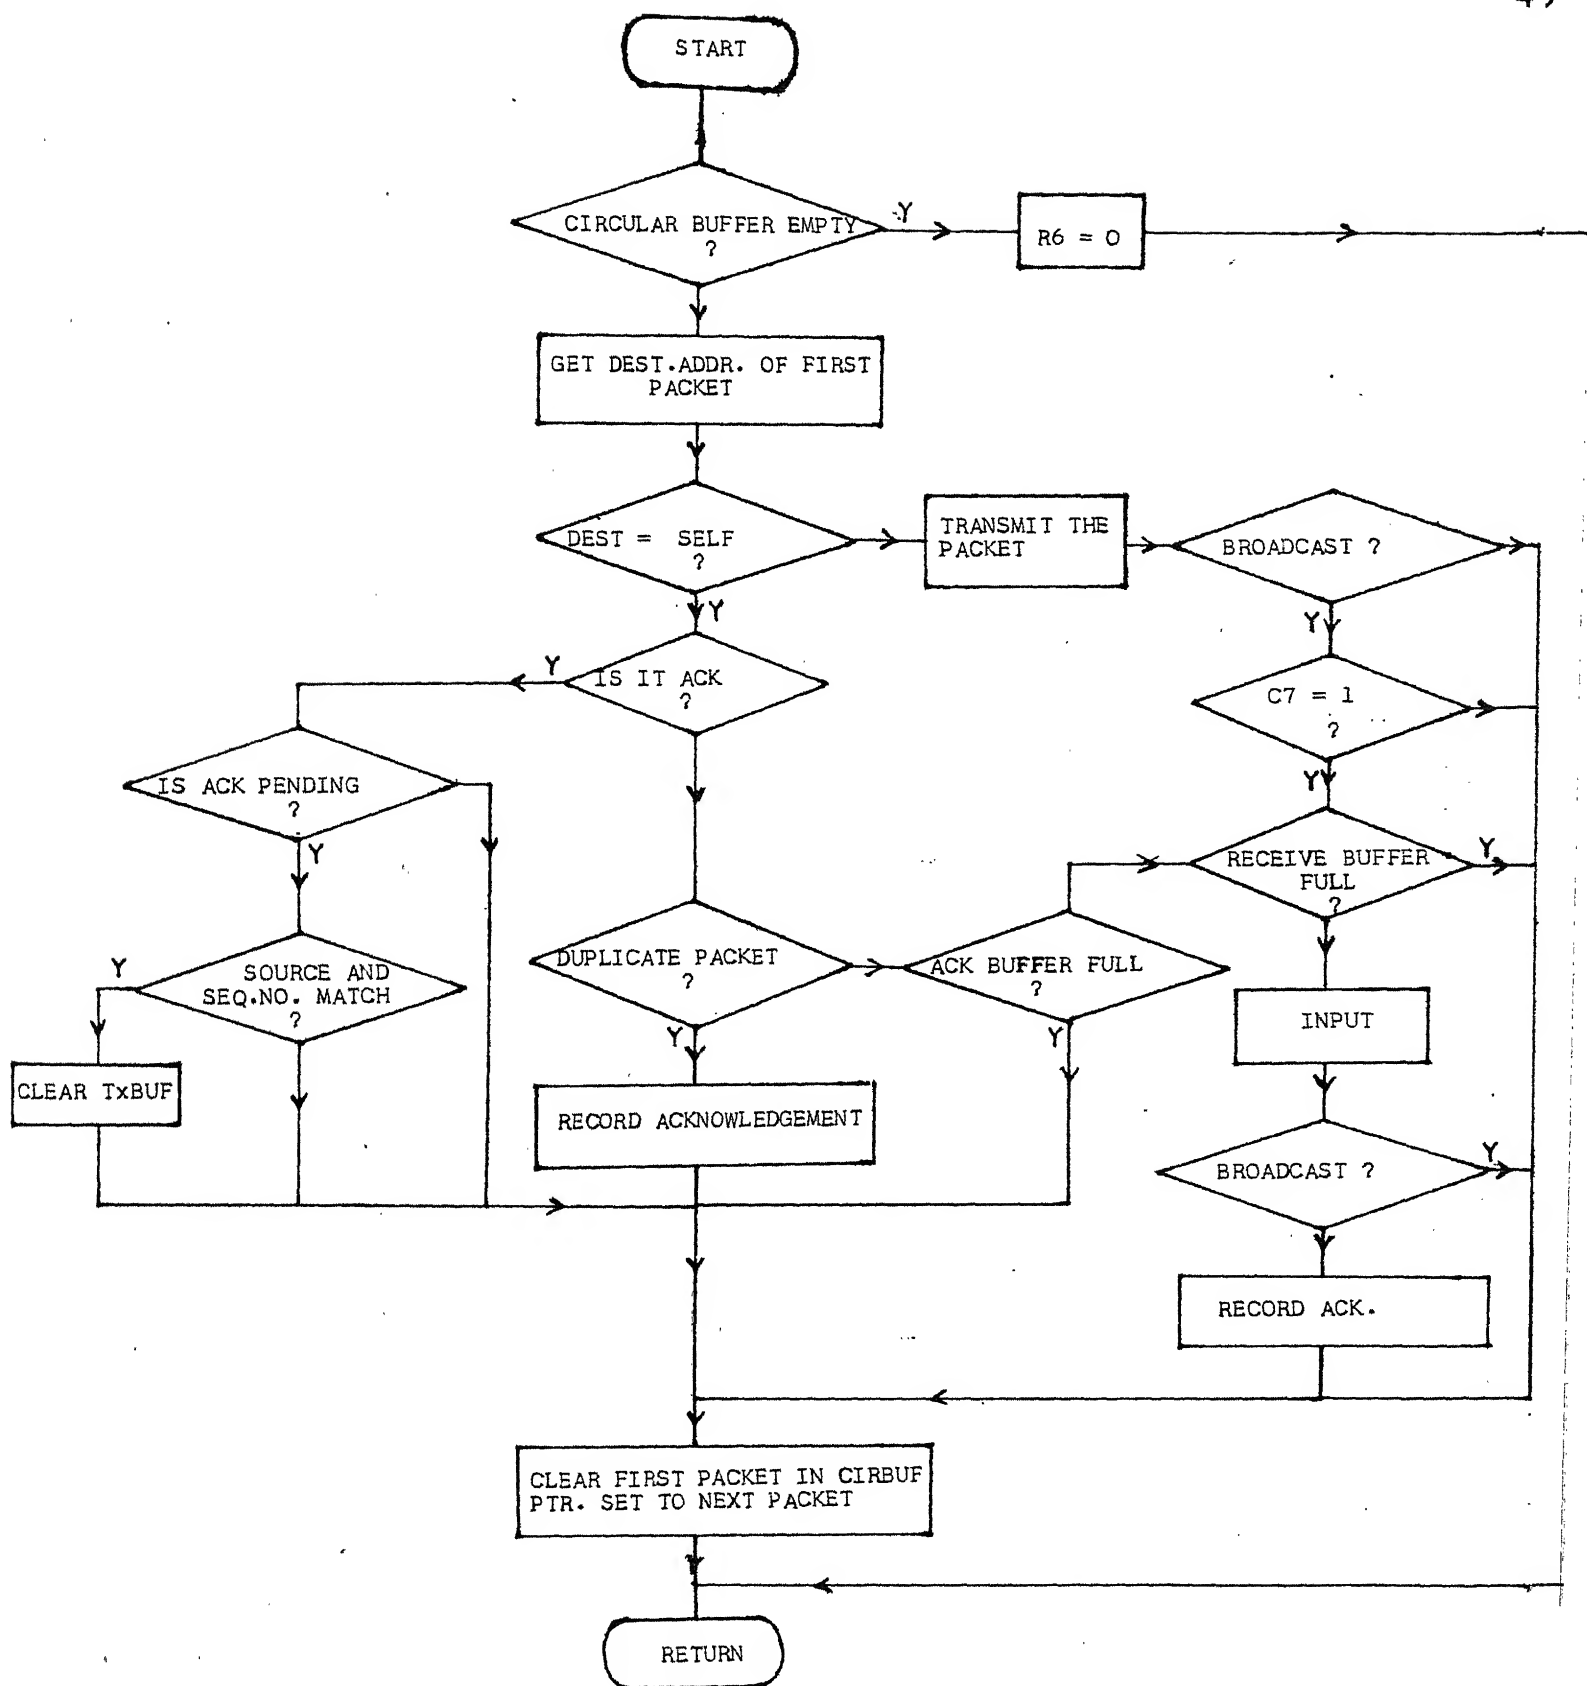 START
CIRCULAR BUFFER EMPTY
?
Y
R6 = 0
GET DEST.ADDR. OF FIRST
PACKET
DEST = SELF
?
Y
TRANSMIT THE
PACKET
BROADCAST ?
Y
IS IT ACK
?
Y
C7 = 1
?
Y
IS ACK PENDING
?
Y
RECEIVE BUFFER
FULL
?
Y
SOURCE AND
SEQ.NO. MATCH
?
Y
DUPLICATE PACKET
?
Y
ACK BUFFER FULL
?
Y
INPUT
CLEAR TxBUF
RECORD ACKNOWLEDGEMENT
BROADCAST ?
Y
RECORD ACK.
CLEAR FIRST PACKET IN CIRBUF
PTR. SET TO NEXT PACKET
RETURN